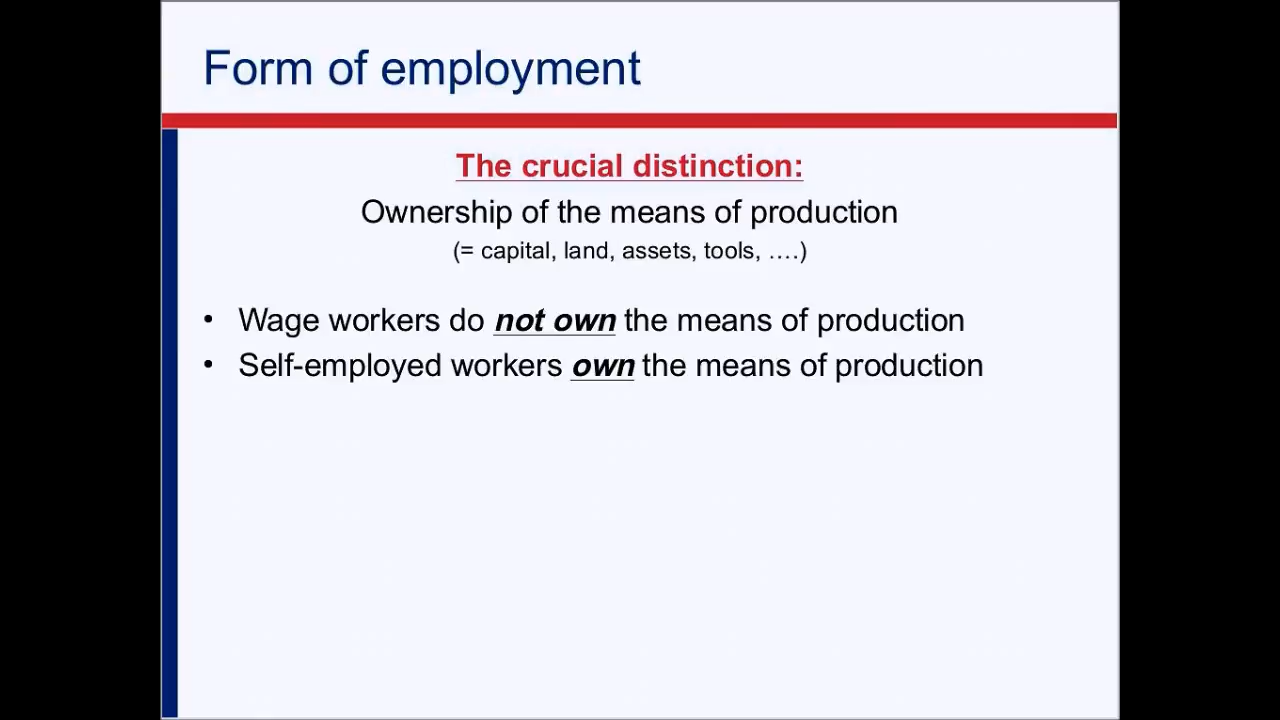 Form of employment
The crucial distinction:
Ownership of the means of production
(= capital, land, assets, tools, ….)
• Wage workers do not own the means of production
• Self-employed workers own the means of production